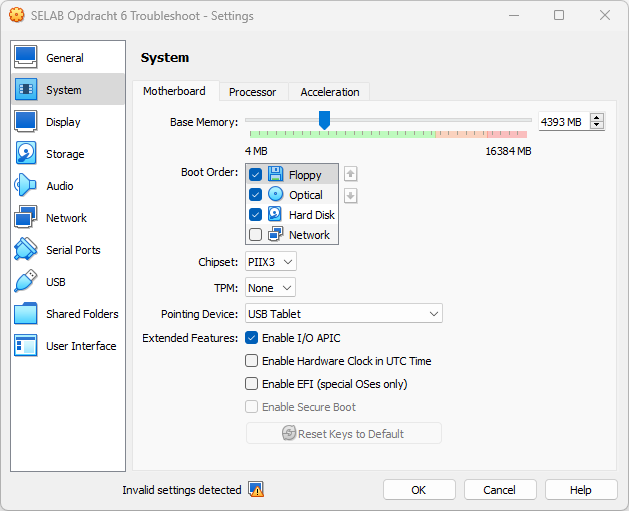 SELAB Opdracht 6 Troubleshoot - Settings
General
System
Display
Storage
Audio
Network
Serial Ports
USB
Shared Folders
User Interface
System
Motherboard Processor Acceleration
Base Memory: 4393 MB
4 MB 16384 MB
Boot Order: Floppy
Optical
Hard Disk
Network
Chipset: PIIX3
TPM: None
Pointing Device: USB Tablet
Extended Features: Enable I/O APIC
Enable Hardware Clock in UTC Time
Enable EFI (special OSes only)
Enable Secure Boot
Reset Keys to Default
Invalid settings detected OK Cancel Help